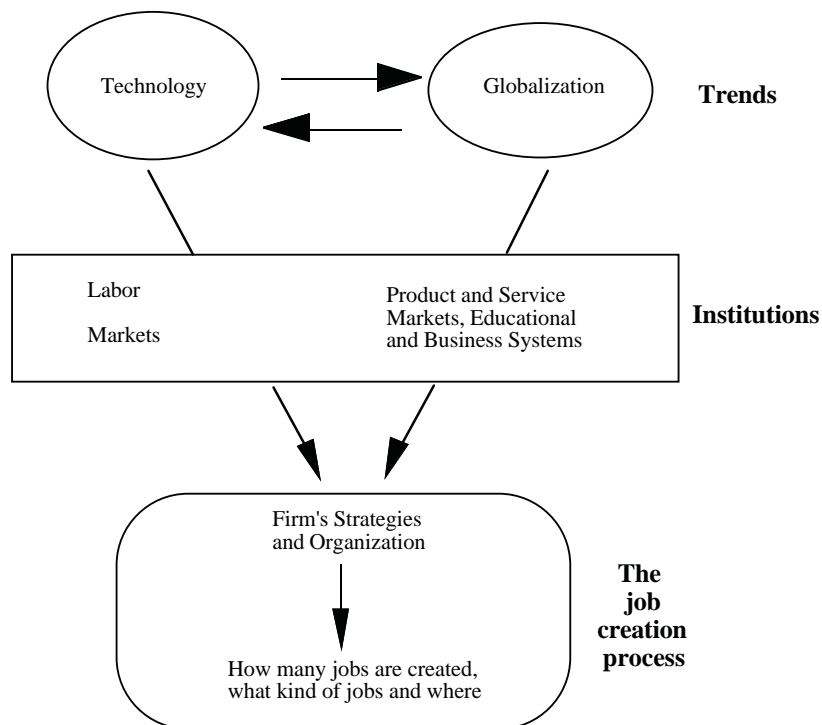 Technology
Globalization
Trends
Labor
Markets
Product and Service
Markets, Educational
and Business Systems
Institutions
Firm's Strategies
and Organization
The
job
creation
process
How many jobs are created,
what kind of jobs and where